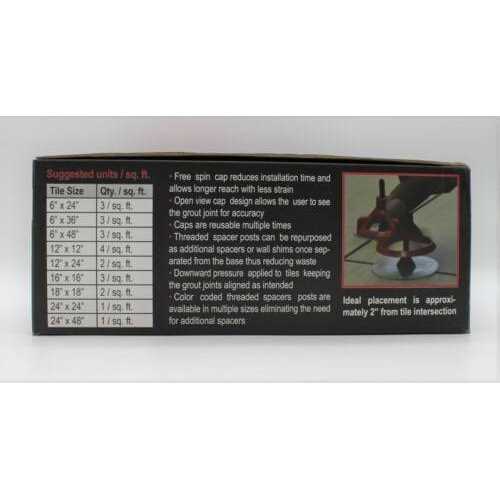 Suggested units / sq. ft.
Tile Size Qty. / sq. ft.
6" x 24" 3 / sq. ft.
6" x 36" 3 / sq. ft.
6" x 48" 3 / sq. ft.
12" x 12" 4 / sq. ft.
12" x 24" 2 / sq. ft.
16" x 16" 3 / sq. ft.
18" x 18" 2 / sq. ft.
24" x 24" 1 / sq. ft.
24" x 48" 1 / sq. ft.
· Free spin cap reduces installation time and
allows longer reach with less strain
· Open view cap design allows the user to see
the grout joint for accuracy
· Caps are reusable multiple times
· Threaded spacer posts can be repurposed
as additional spacers or wall shims once sep-
arated from the base thus reducing waste
· Downward pressure applied to tiles keeping
the grout joints aligned as intended
· Color coded threaded spacers posts are
available in multiple sizes eliminating the need
for additional spacers
Ideal placement is approxi-
mately 2" from tile intersection